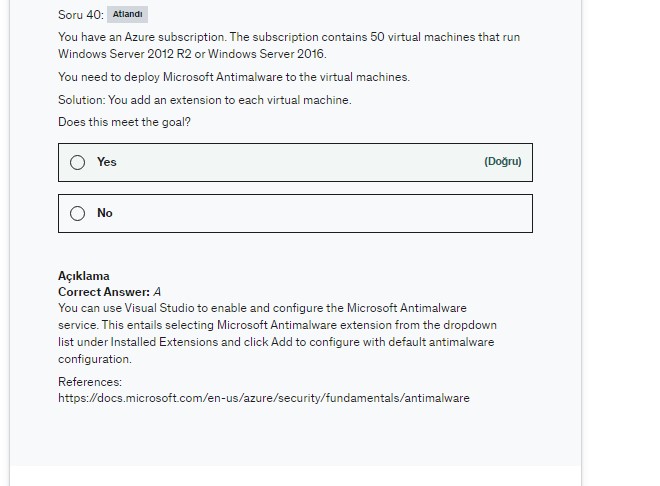 Soru 40: Atlandı
You have an Azure subscription. The subscription contains 50 virtual machines that run
Windows Server 2012 R2 or Windows Server 2016.
You need to deploy Microsoft Antimalware to the virtual machines.
Solution: You add an extension to each virtual machine.
Does this meet the goal?
Yes (Doğru)
No
Açıklama
Correct Answer: A
You can use Visual Studio to enable and configure the Microsoft Antimalware
service. This entails selecting Microsoft Antimalware extension from the dropdown
list under Installed Extensions and click Add to configure with default antimalware
configuration.
References:
https://docs.microsoft.com/en-us/azure/security/fundamentals/antimalware